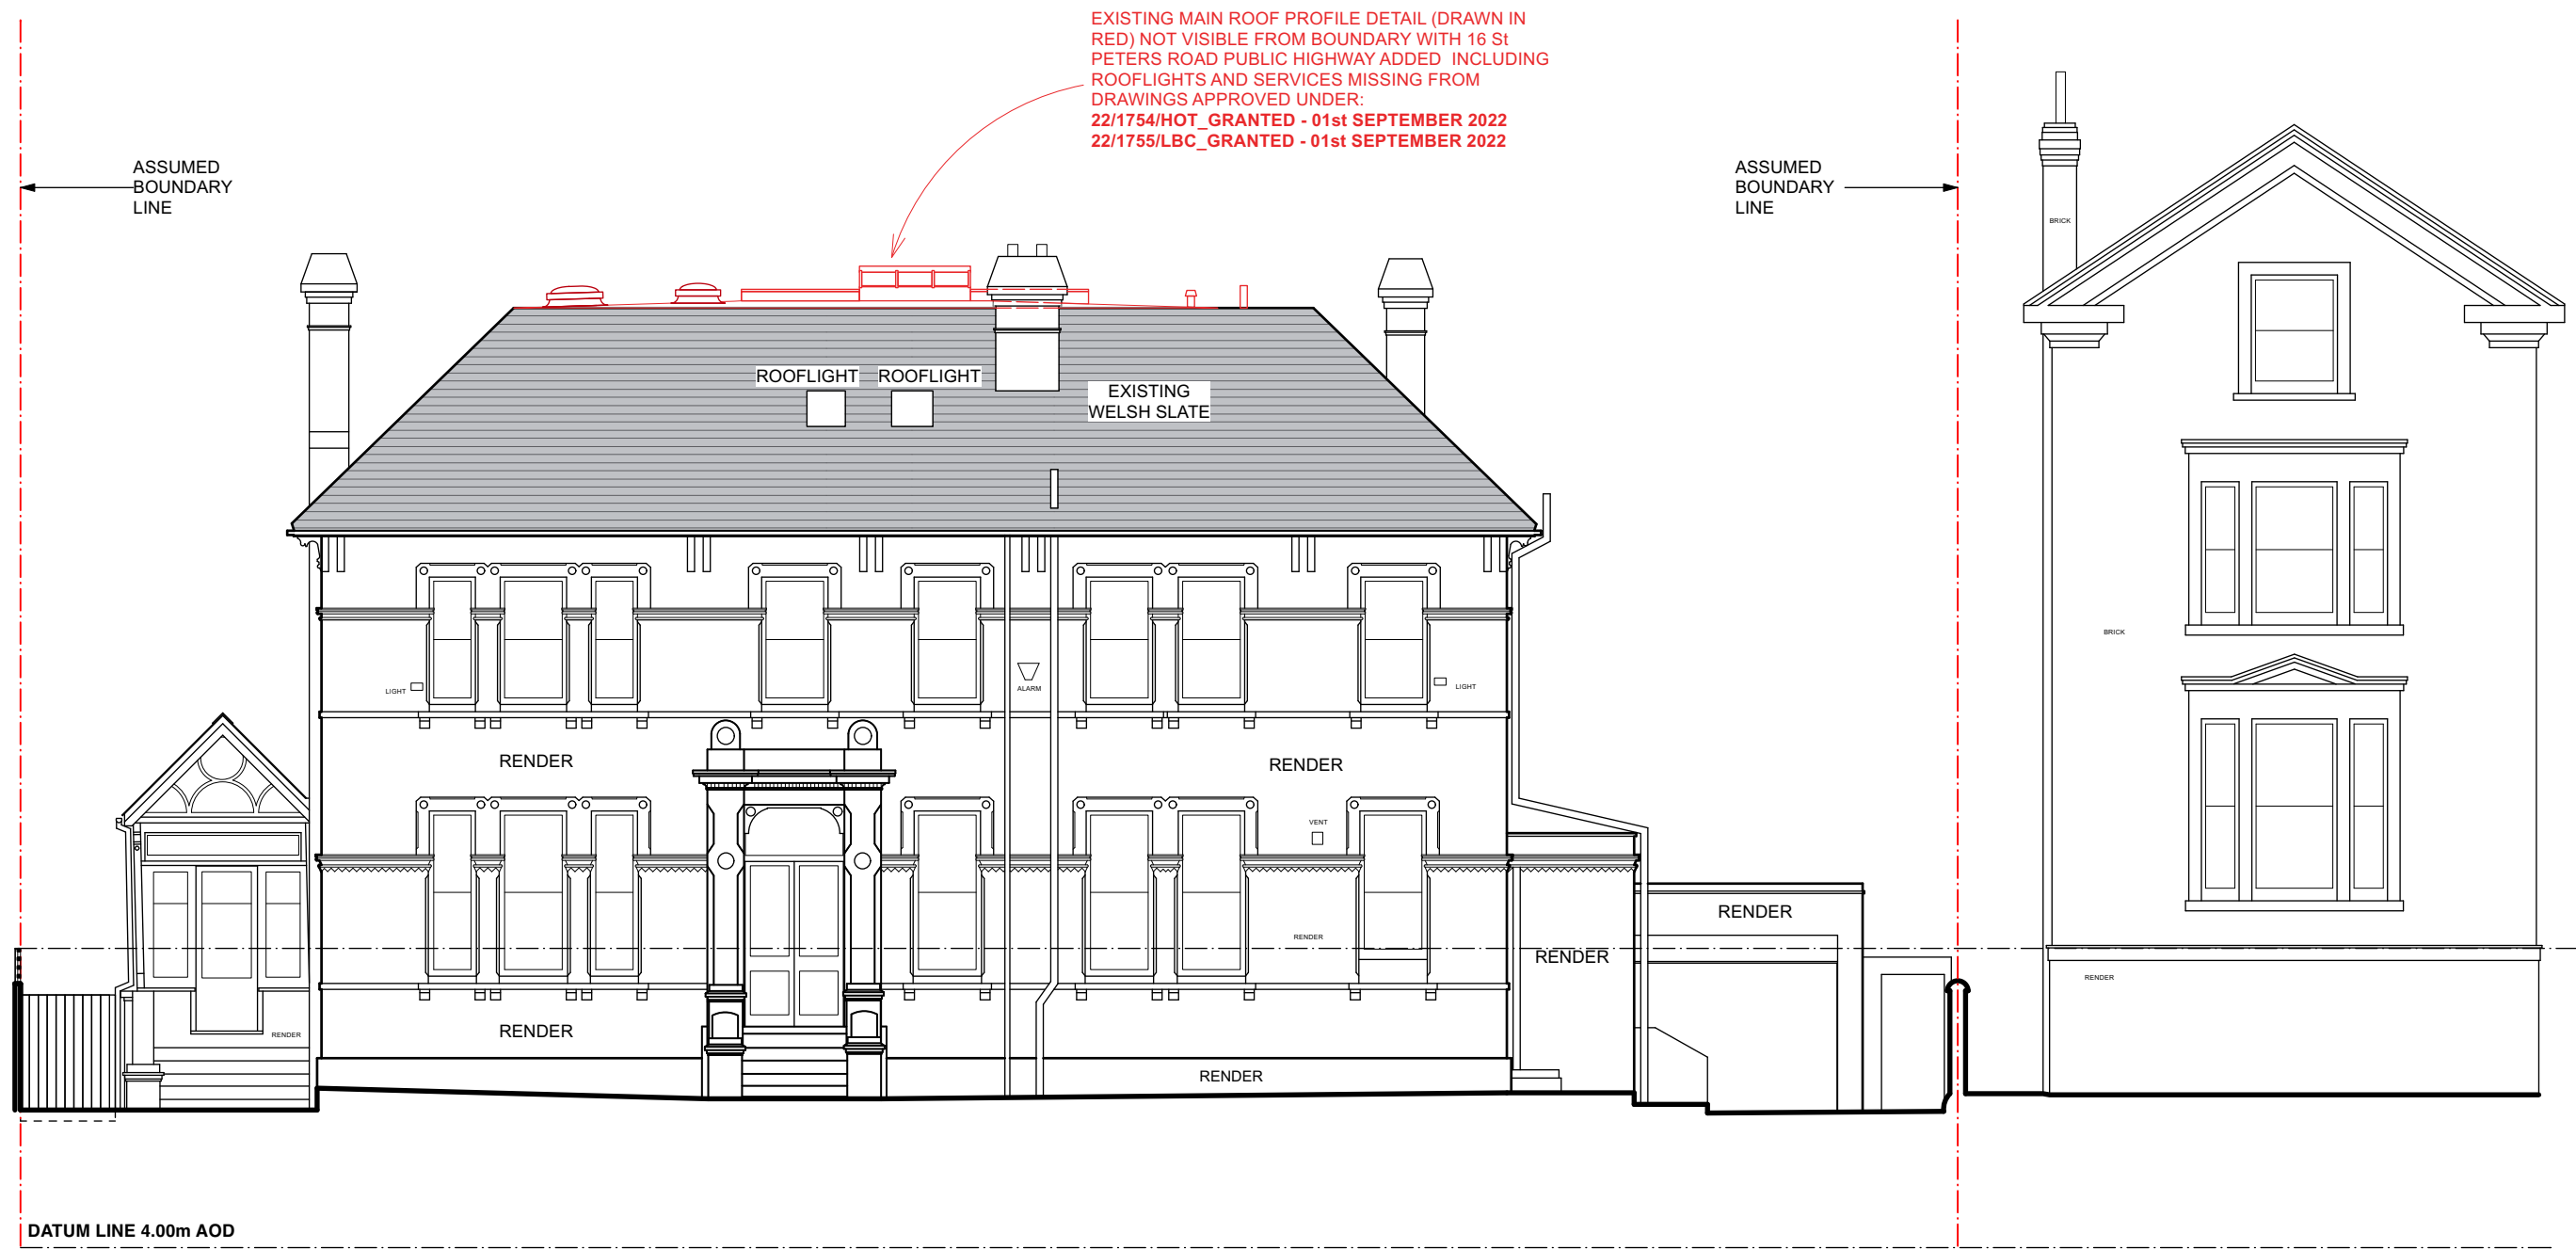 EXISTING MAIN ROOF PROFILE DETAIL (DRAWN IN
RED) NOT VISIBLE FROM BOUNDARY WITH 16 St
PETERS ROAD PUBLIC HIGHWAY ADDED INCLUDING
ROOFLIGHTS AND SERVICES MISSING FROM
DRAWINGS APPROVED UNDER:
22/1754/HOT_GRANTED - 01st SEPTEMBER 2022
22/1755/LBC_GRANTED - 01st SEPTEMBER 2022
ASSUMED
BOUNDARY
LINE
ASSUMED
BOUNDARY
LINE
BRICK
ROOFLIGHT
ROOFLIGHT
EXISTING
WELSH SLATE
BRICK
LIGHT
ALARM
LIGHT
RENDER
RENDER
VENT
RENDER
RENDER
RENDER
RENDER
RENDER
RENDER
RENDER
DATUM LINE 4.00m AOD